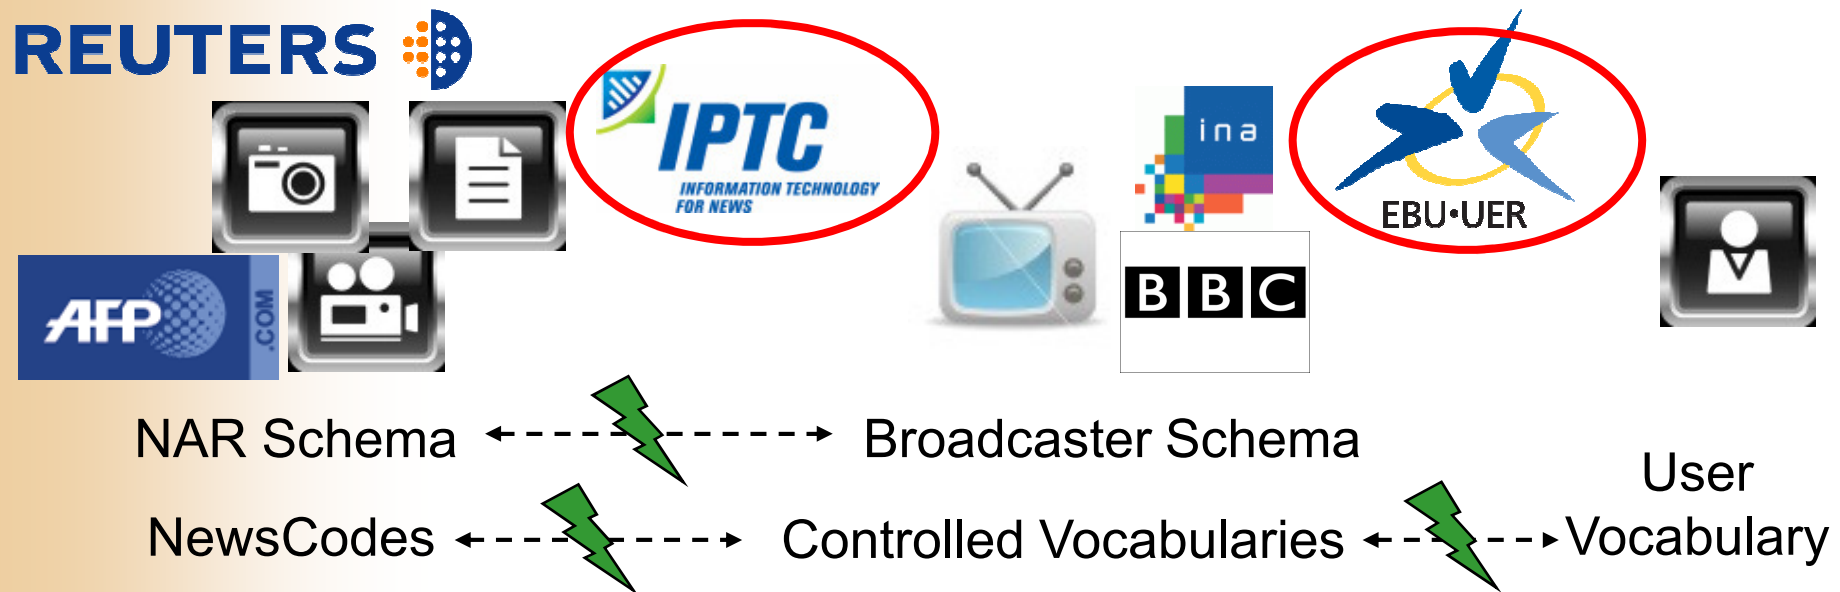 REUTERS
IPTC
INFORMATION TECHNOLOGY
FOR NEWS
ina
EBU•UER
AFP
.COM
BBC
NAR Schema
Broadcaster Schema
NewsCodes
Controlled Vocabularies
User
Vocabulary